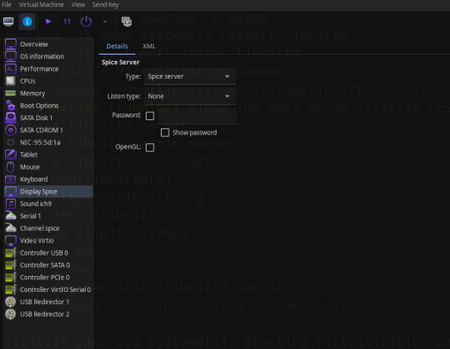 File Virtual Machine View Send Key
Overview
OS information
Performance
CPUs
Memory
Boot Options
SATA Disk 1
SATA CDROM 1
NIC :95:5d:1a
Tablet
Mouse
Keyboard
Display Spice
Sound ich9
Serial 1
Channel spice
Video Virtio
Controller USB 0
Controller SATA 0
Controller PCIe 0
Controller VirtIO Serial 0
USB Redirector 1
USB Redirector 2
Details XML
Spice Server
Type: Spice server
Listen type: None
Password:
Show password
OpenGL: